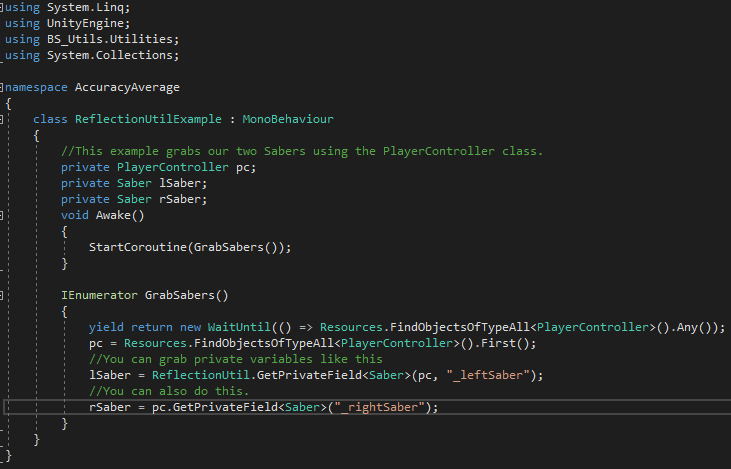 using System.Linq;
using UnityEngine;
using BS_Utils.Utilities;
using System.Collections;

namespace AccuracyAverage
{
    class ReflectionUtilExample : MonoBehaviour
    {
        //This example grabs our two Sabers using the PlayerController class.
        private PlayerController pc;
        private Saber lSaber;
        private Saber rSaber;
        void Awake()
        {
            StartCoroutine(GrabSabers());
        }

        IEnumerator GrabSabers()
        {
            yield return new WaitUntil(() => Resources.FindObjectsOfTypeAll<PlayerController>().Any());
            pc = Resources.FindObjectsOfTypeAll<PlayerController>().First();
            //You can grab private variables like this
            lSaber = ReflectionUtil.GetPrivateField<Saber>(pc, "_leftSaber");
            //You can also do this.
            rSaber = pc.GetPrivateField<Saber>("_rightSaber");
        }
    }
}